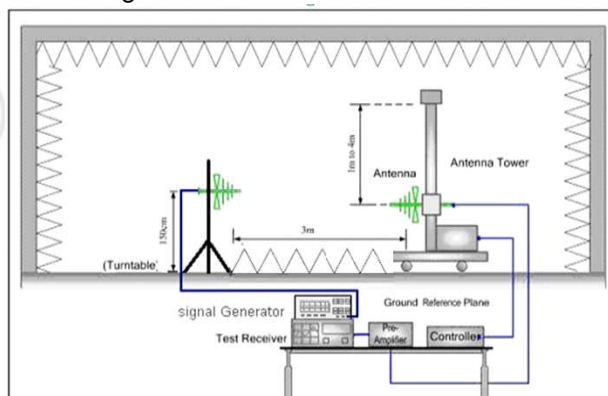 1m to 4m
Antenna
Antenna Tower
150cm
3m
(Turntable)
Ground Reference Plane
signal Generator
Test Receiver
Pre-
Amplifier
Controller